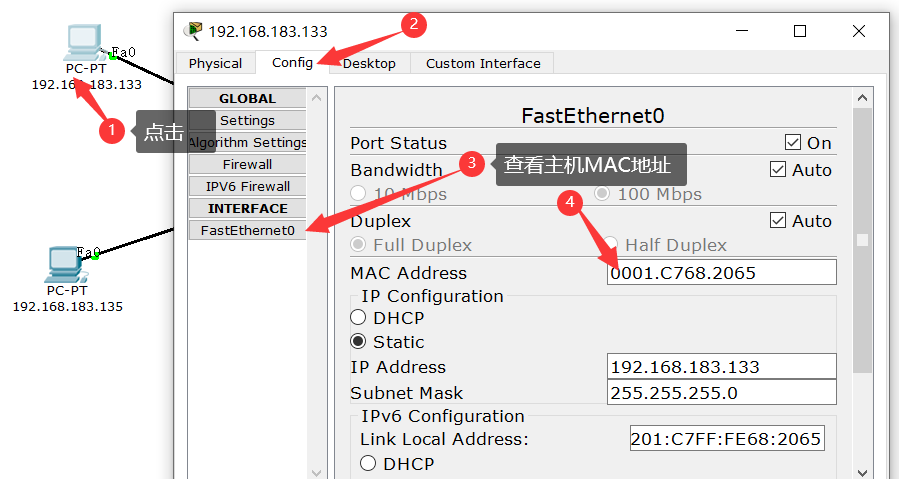 192.168.183.133
2
Physical
Config
Desktop
Custom Interface
Fa0
PC-PT
192.168.183.133
1
点击
Fa0
PC-PT
192.168.183.135
GLOBAL
Settings
Algorithm Settings
Firewall
IPV6 Firewall
INTERFACE
FastEthernet0
FastEthernet0
Port Status
On
3
查看主机MAC地址
Bandwidth
Auto
10 Mbps
100 Mbps
4
Duplex
Auto
Full Duplex
Half Duplex
MAC Address
0001.C768.2065
IP Configuration
DHCP
Static
IP Address
192.168.183.133
Subnet Mask
255.255.255.0
IPv6 Configuration
Link Local Address:
201:C7FF:FE68:2065
DHCP